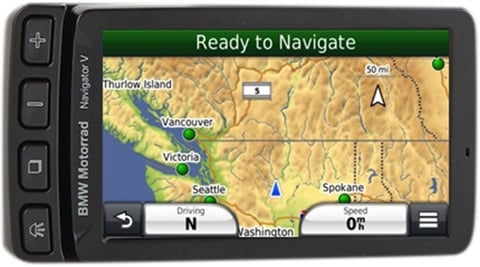 Ready to Navigate
Thurlow Island
5
50 mi
Vancouver
Victoria
Seattle
Spokane
Driving
N
Speed
0 m/h
Washington
BMW Motorrad
Navigator V